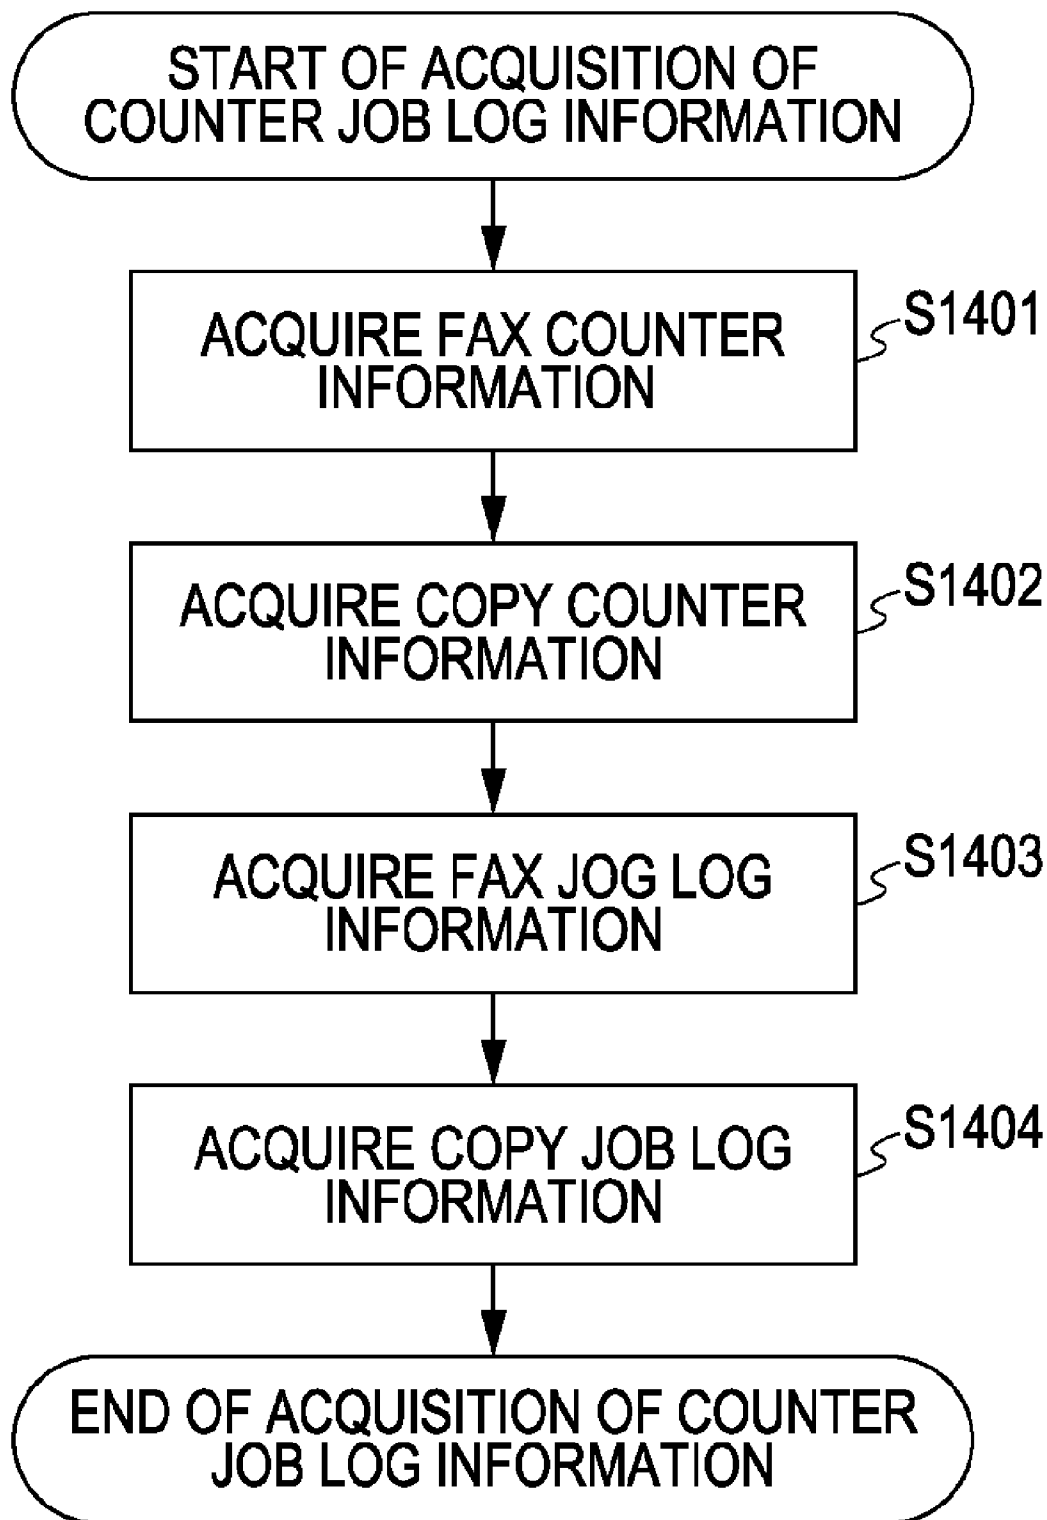 START OF ACQUISITION OF
COUNTER JOB LOG INFORMATION
ACQUIRE FAX COUNTER
INFORMATION
S1401
ACQUIRE COPY COUNTER
INFORMATION
S1402
ACQUIRE FAX JOG LOG
INFORMATION
S1403
ACQUIRE COPY JOB LOG
INFORMATION
S1404
END OF ACQUISITION OF COUNTER
JOB LOG INFORMATION